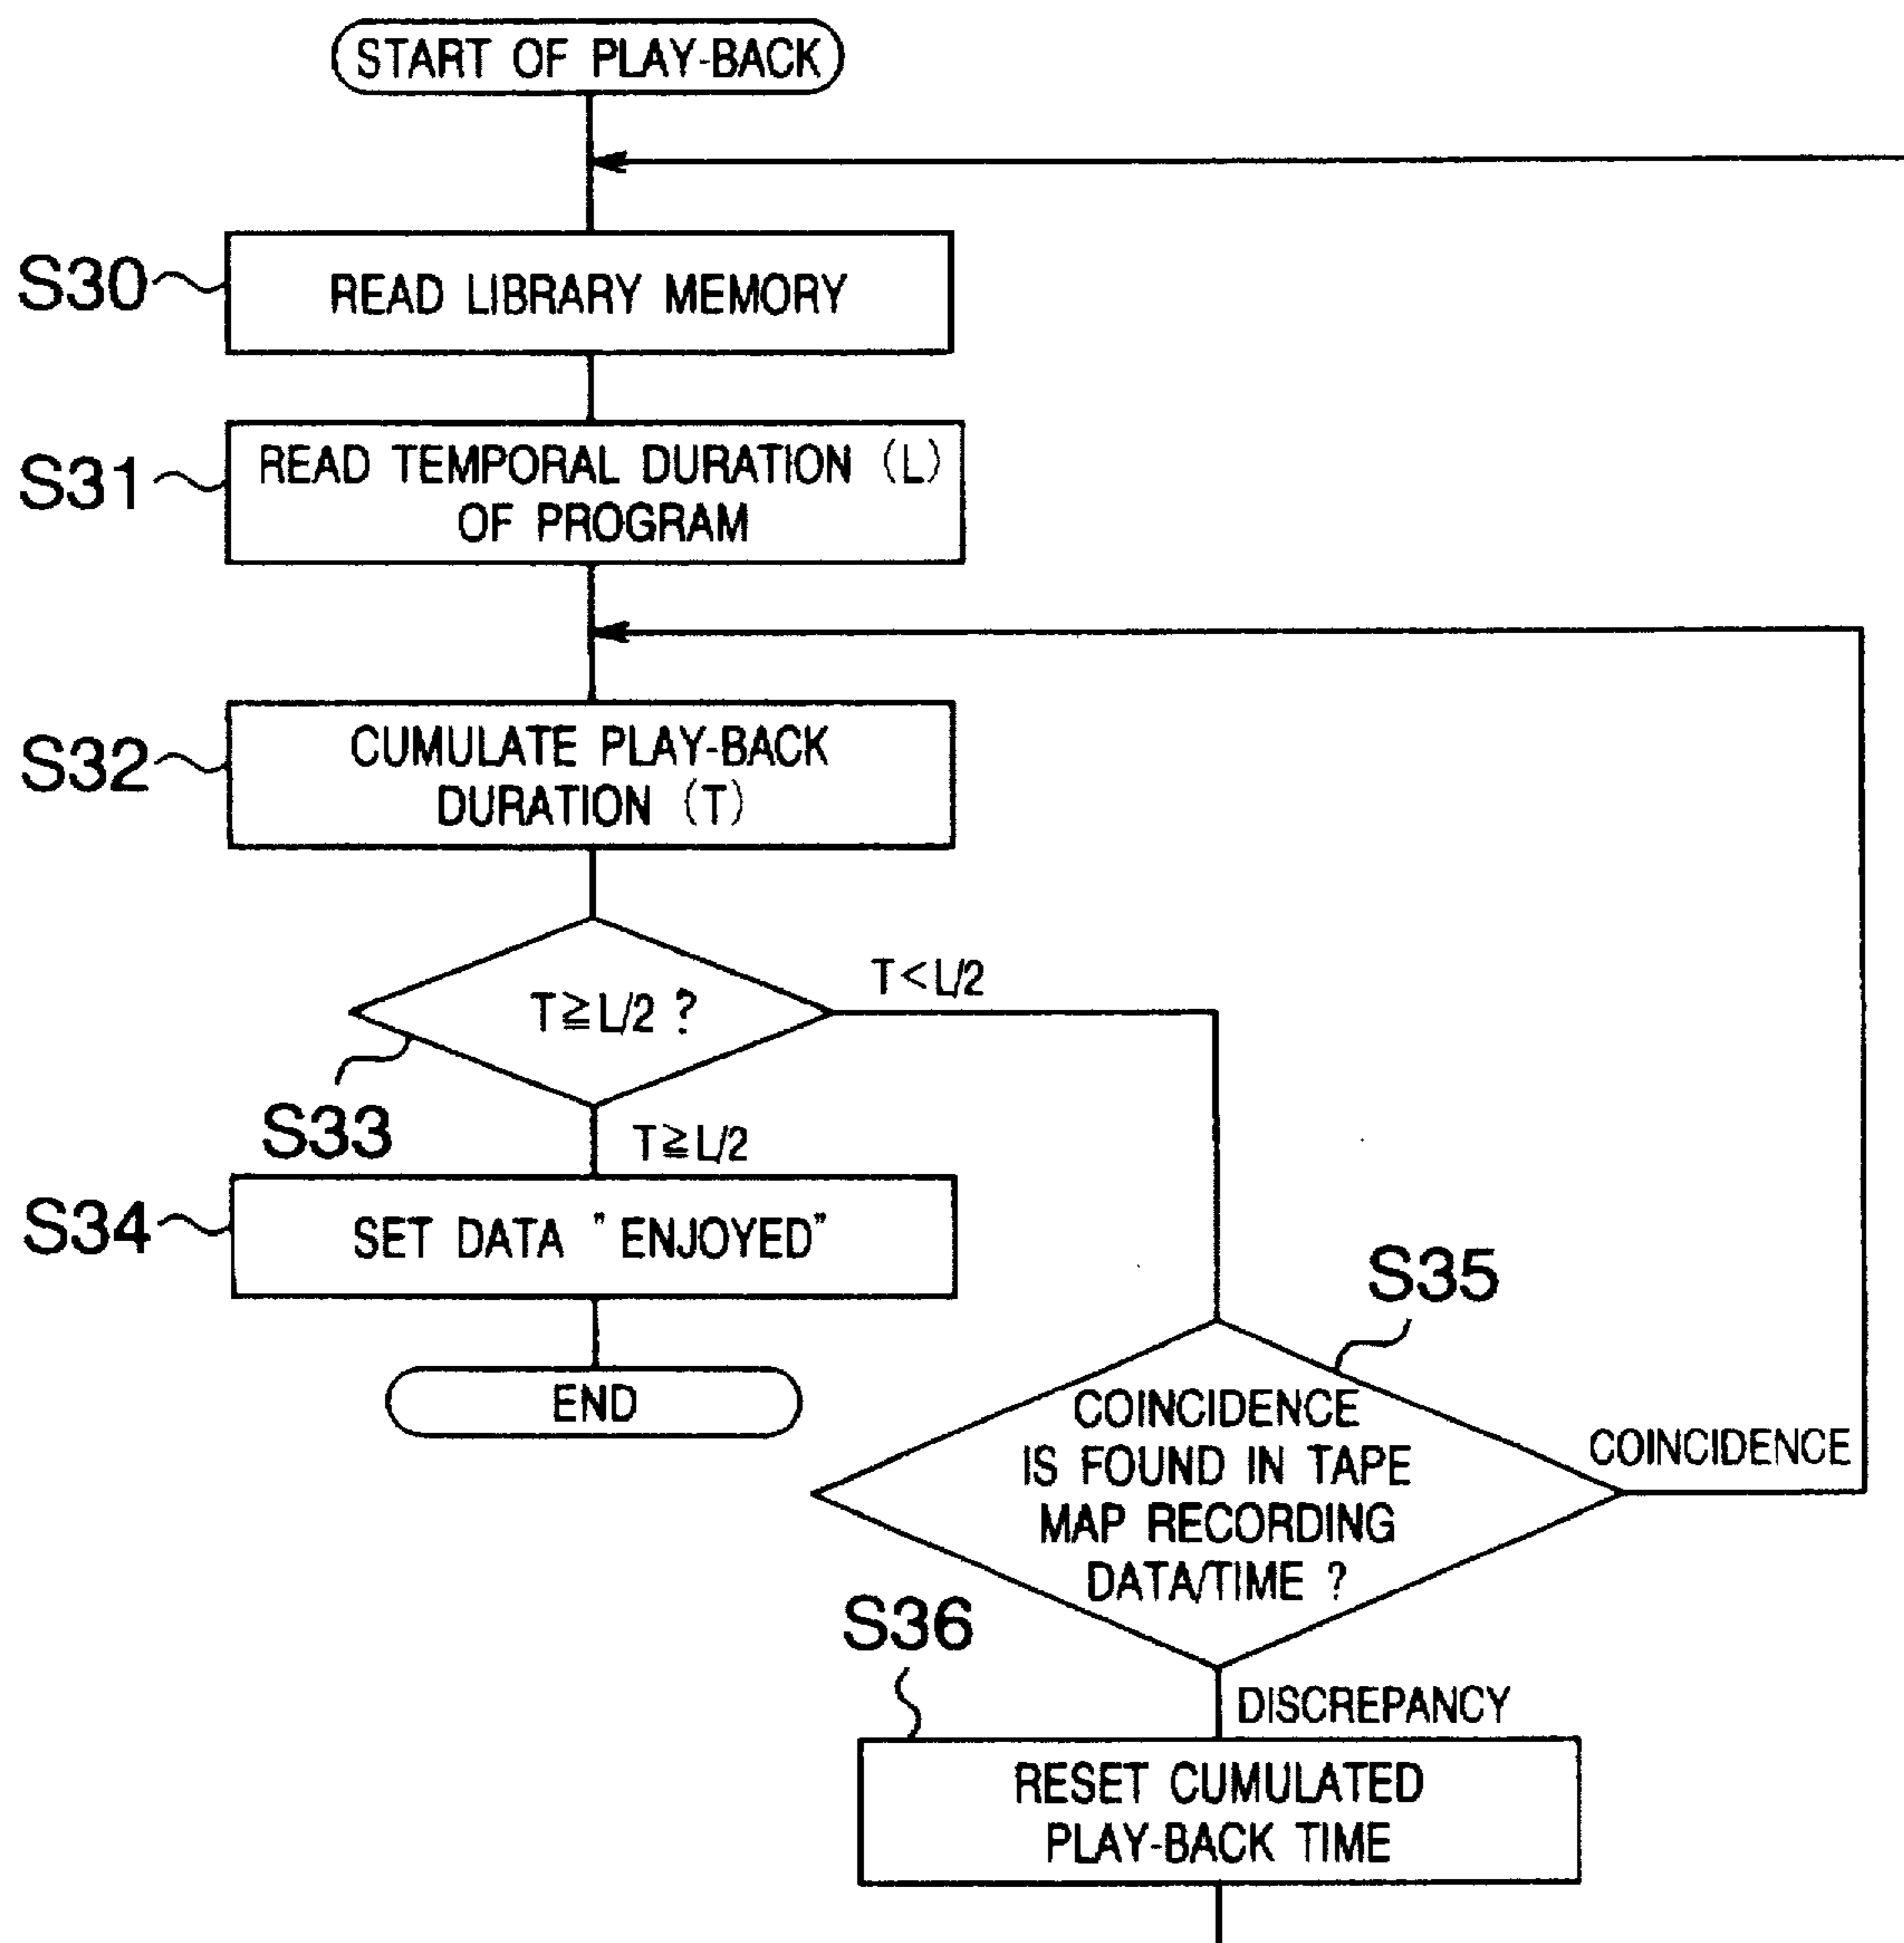 START OF PLAY-BACK
S30
READ LIBRARY MEMORY
S31
READ TEMPORAL DURATION (L)
OF PROGRAM
S32
CUMULATE PLAY-BACK
DURATION (T)
T≧L/2 ?
T<L/2
S33
T≧L/2
S34
SET DATA "ENJOYED"
END
S35
COINCIDENCE
IS FOUND IN TAPE
MAP RECORDING
DATA/TIME ?
COINCIDENCE
S36
DISCREPANCY
RESET CUMULATED
PLAY-BACK TIME